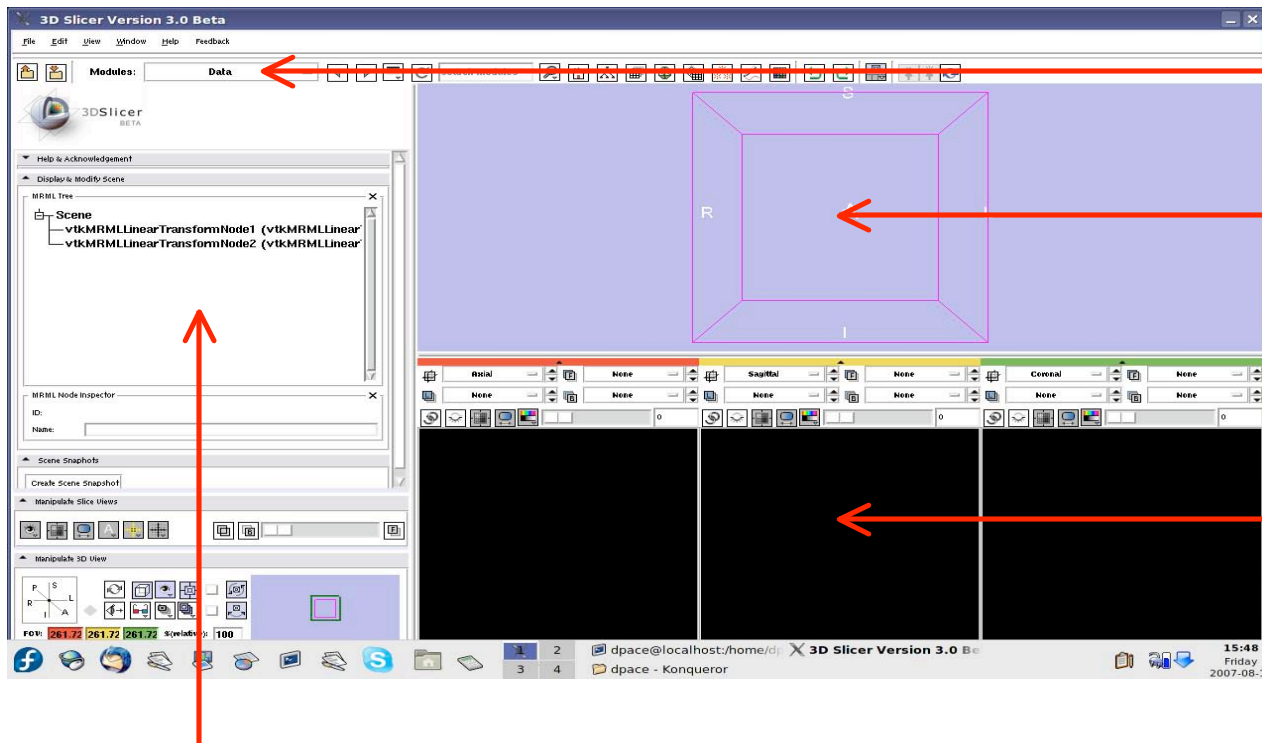 3D Slicer Version 3.0 Beta
File Edit View Window Help Feedback
Modules: Data
3DSlicer
BETA
Help & Acknowledgement
Display & Modify Scene
MRML Tree
Scene
vtkMRMLLinearTransformNode1 (vtkMRMLLinear
vtkMRMLLinearTransformNode2 (vtkMRMLLinear
MRML Node Inspector
ID:
Name:
Scene Snapshots
Create Scene Snapshot
Manipulate Slice Views
Manipulate 3D View
P S
R L
I A
FOV: 261.72 261.72 261.72 %(relative): 100
S
R
I
Axial None Sagittal None Coronal None
None None None None None None
0 0 0
1 2
3 4
dpace@localhost:/home/dp
3D Slicer Version 3.0 Be
dpace - Konqueror
15:48
Friday
2007-08-